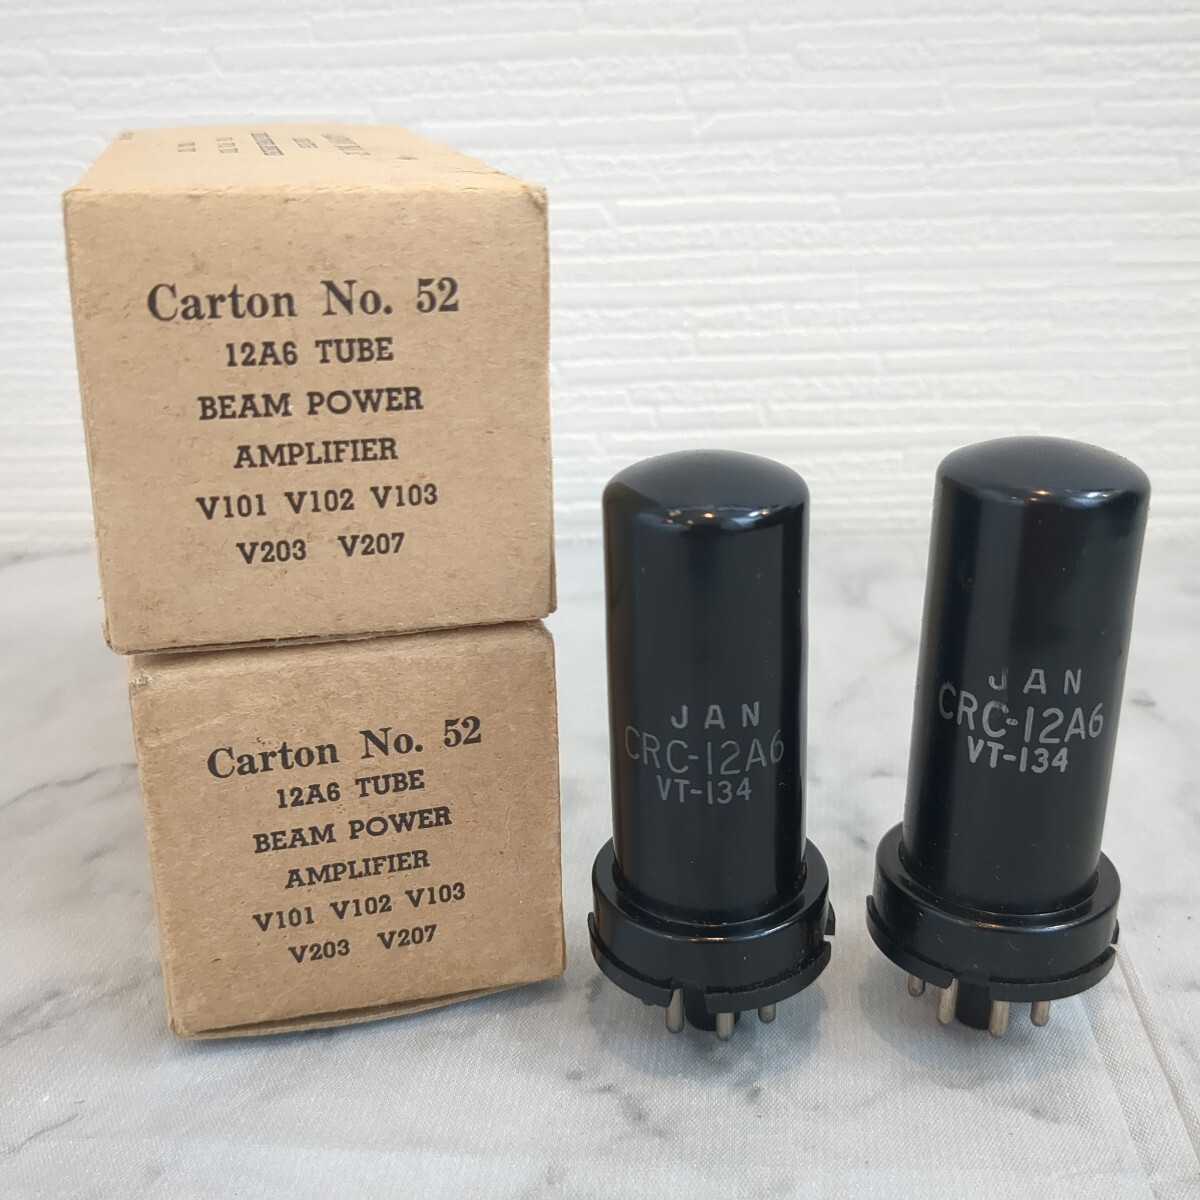 Carton No. 52
12A6 TUBE
BEAM POWER
AMPLIFIER
V101 V102 V103
V203 V207
Carton No. 52
12A6 TUBE
BEAM POWER
AMPLIFIER
V101 V102 V103
V203 V207
JAN
CRC-12A6
VT-134
JAN
CRC-12A6
VT-134